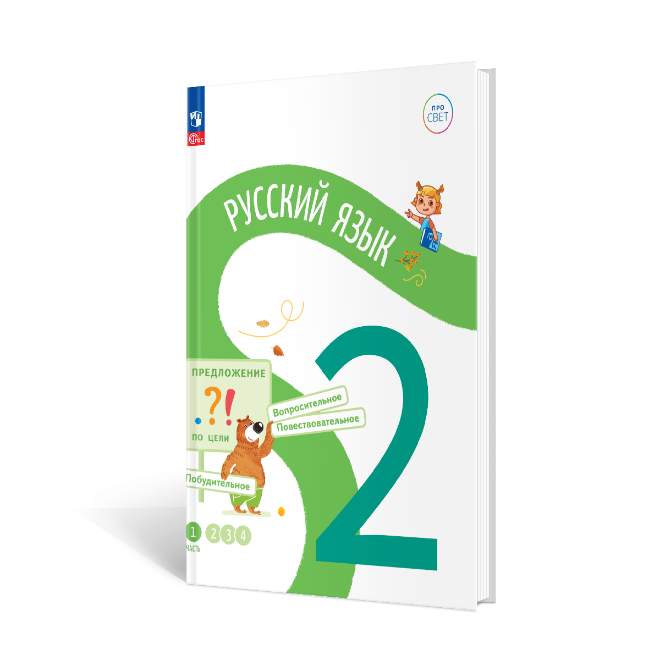 ПРО
СВЕТ
РУССКИЙ ЯЗЫК
2
ПРЕДЛОЖЕНИЕ
.?!
ПО ЦЕЛИ
Вопросительное
Повествовательное
Побудительное
1 2 3 4
ЧАСТЬ